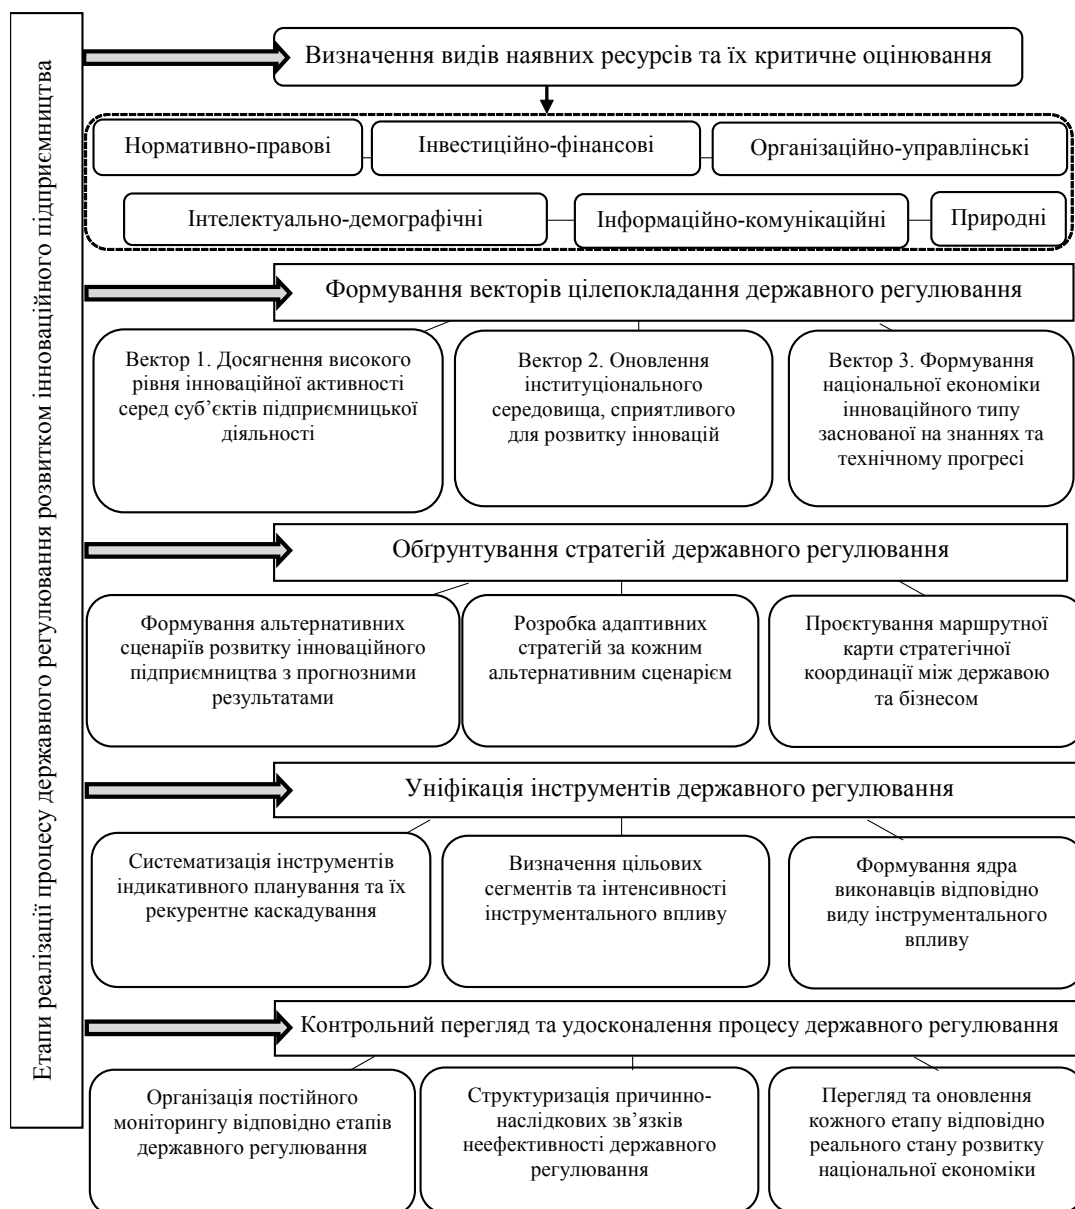 Етапи реалізації процесу державного регулювання розвитком інноваційного підприємництва
Визначення видів наявних ресурсів та їх критичне оцінювання
Нормативно-правові
Інвестиційно-фінансові
Організаційно-управлінські
Інтелектуально-демографічні
Інформаційно-комунікаційні
Природні
Формування векторів цілепокладання державного регулювання
Вектор 1. Досягнення високого
рівня інноваційної активності
серед суб’єктів підприємницької
діяльності
Вектор 2. Оновлення
інституціонального
середовища, сприятливого
для розвитку інновацій
Вектор 3. Формування
національної економіки
інноваційного типу
заснованої на знаннях та
технічному прогресі
Обґрунтування стратегій державного регулювання
Формування альтернативних
сценаріїв розвитку інноваційного
підприємництва з прогнозними
результатами
Розробка адаптивних
стратегій за кожним
альтернативним сценарієм
Проєктування маршрутної
карти стратегічної
координації між державою
та бізнесом
Уніфікація інструментів державного регулювання
Систематизація інструментів
індикативного планування та їх
рекурентне каскадування
Визначення цільових
сегментів та інтенсивності
інструментального впливу
Формування ядра
виконавців відповідно
виду інструментального
впливу
Контрольний перегляд та удосконалення процесу державного регулювання
Організація постійного
моніторингу відповідно етапів
державного регулювання
Структуризація причинно-
наслідкових зв’язків
неефективності державного
регулювання
Перегляд та оновлення
кожного етапу відповідно
реального стану розвитку
національної економіки